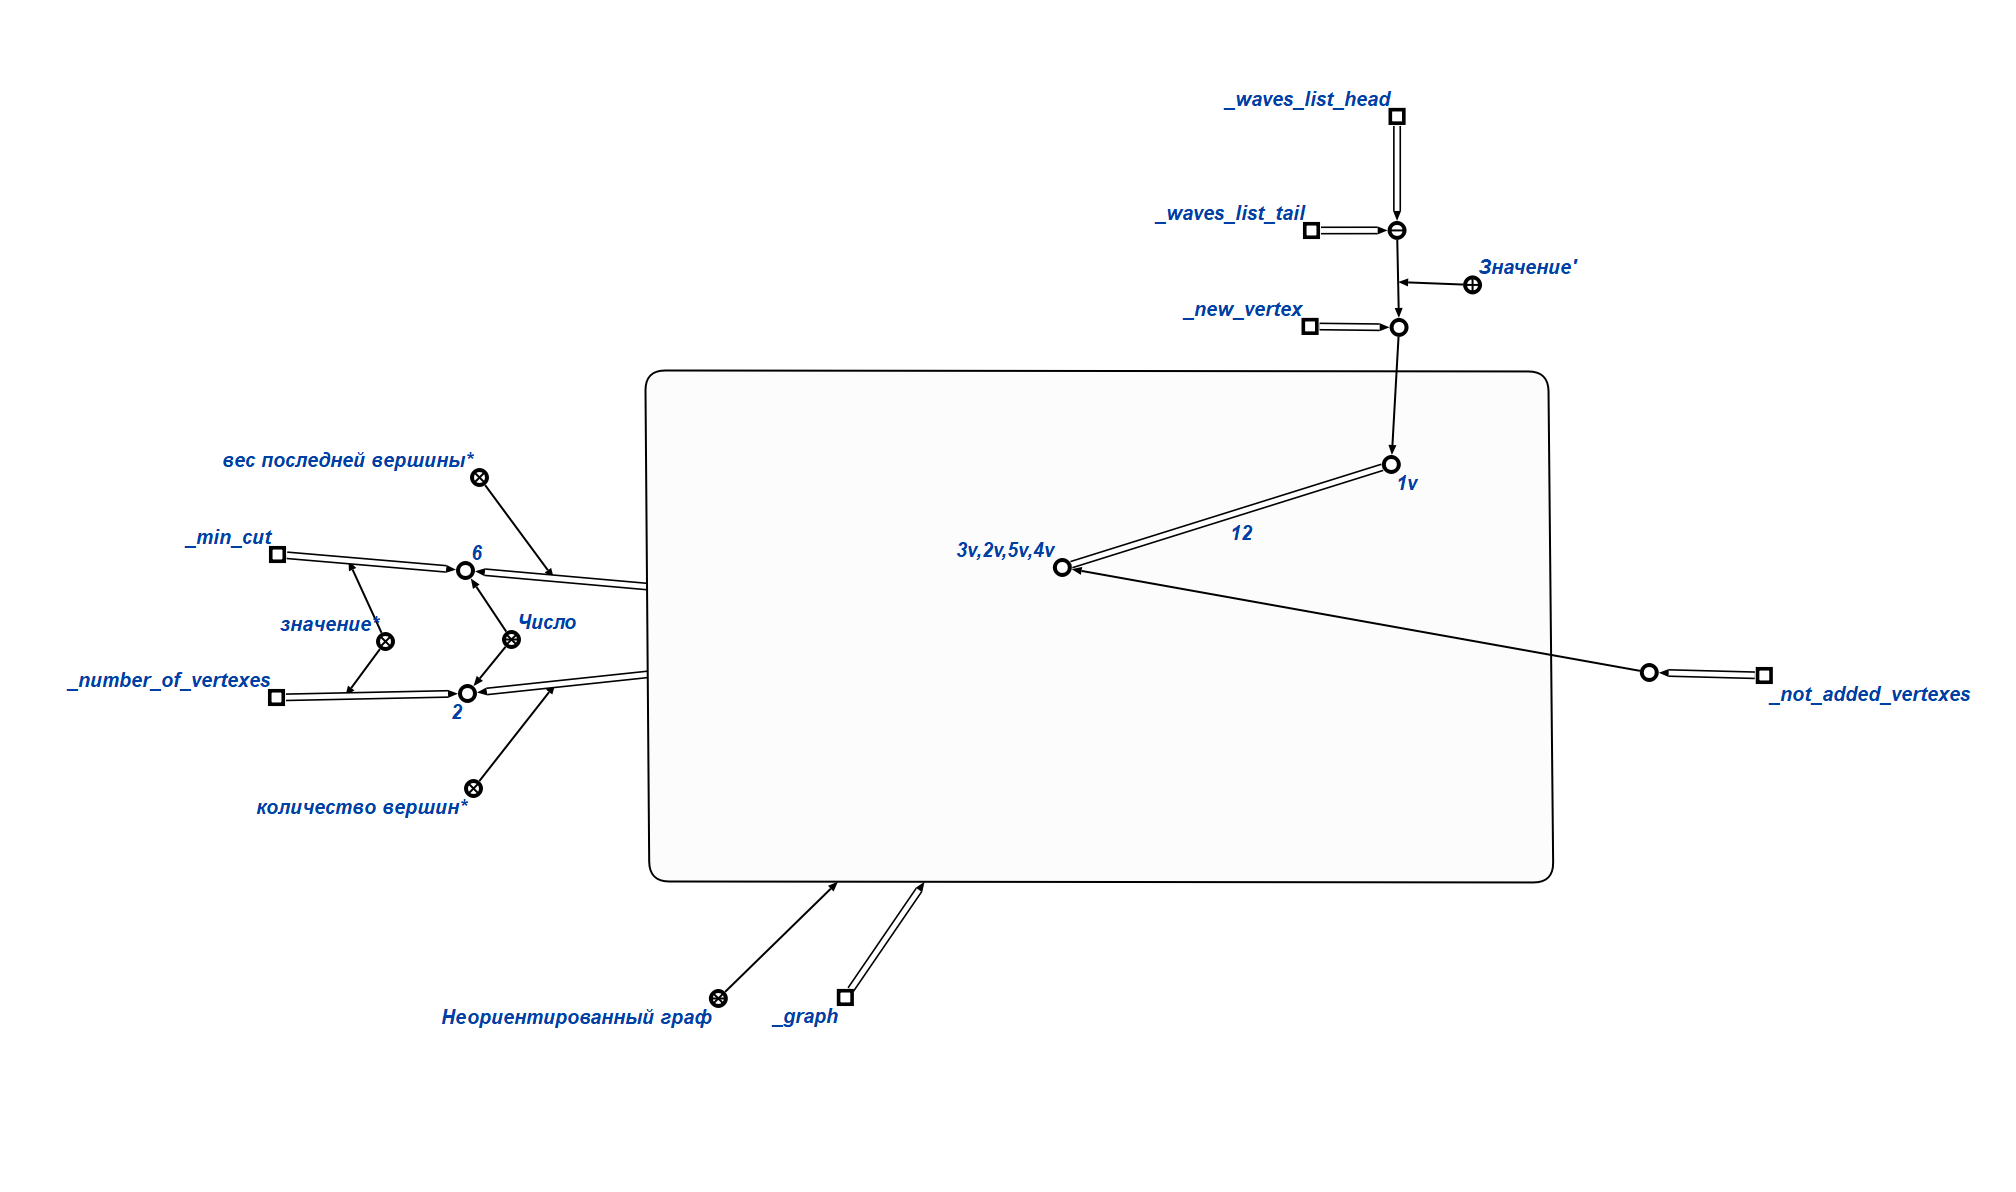 _waves_list_head
_waves_list_tail
Значение'
_new_vertex
вес последней вершины*
1v
_min_cut
6
3v,2v,5v,4v
12
значение*
Число
_number_of_vertexes
2
_not_added_vertexes
количество вершин*
Неориентированный граф
_graph